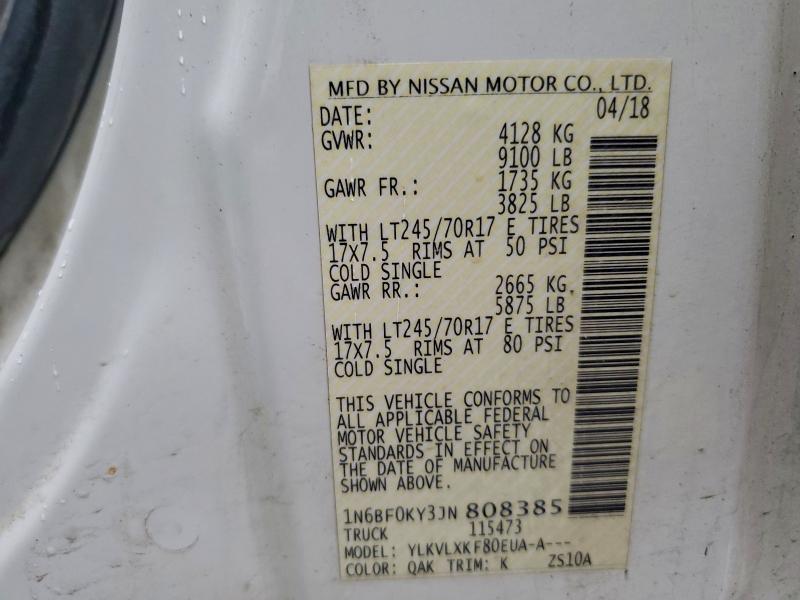 MFD BY NISSAN MOTOR CO., LTD.
DATE: 04/18
GVWR: 4128 KG
9100 LB
GAWR FR.: 1735 KG
3825 LB
WITH LT245/70R17 E TIRES
17X7.5 RIMS AT 50 PSI
COLD SINGLE
GAWR RR.: 2665 KG
5875 LB
WITH LT245/70R17 E TIRES
17X7.5 RIMS AT 80 PSI
COLD SINGLE
THIS VEHICLE CONFORMS TO
ALL APPLICABLE FEDERAL
MOTOR VEHICLE SAFETY
STANDARDS IN EFFECT ON
THE DATE OF MANUFACTURE
SHOWN ABOVE.
1N6BF0KY3JN808385
TRUCK 115473
MODEL: YLKVLXKF80EUA-A---
COLOR: QAK TRIM: K ZS10A